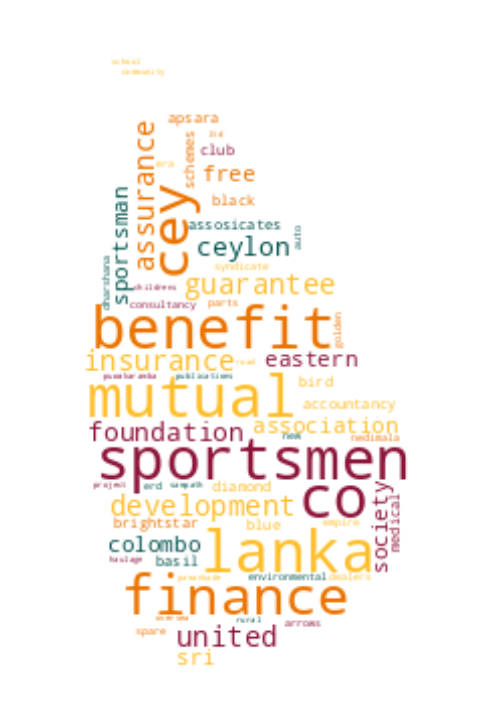 school
community
apsara
ltd
assurance
schemes
club
era
free
cey
sportsman
black
assosicates
auto
ceylon
dharshana
syndicate
childrens
guarantee
consultancy
parts
benefit
golden
insurance
road
eastern
publications
bird
mutual
accountancy
foundation
association
new
nedimala
sportsmen
project
erd
sampath
diamond
co
society
medical
development
brightstar
blue
empire
colombo
lanka
haulage
basil
environmental
dealers
finance
rural
arrows
spare
united
sri